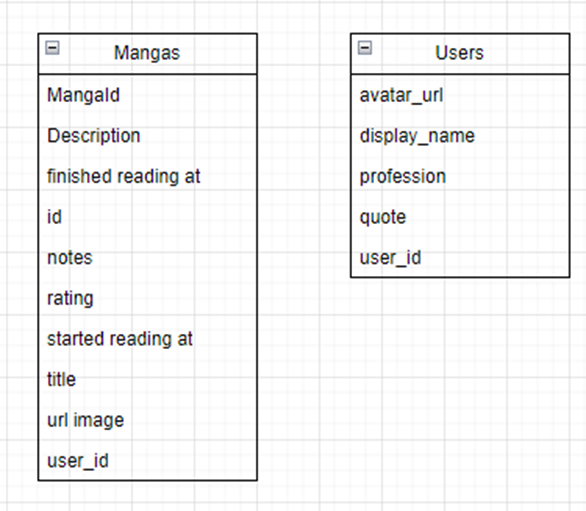 Mangas
MangaId
Description
finished reading at
id
notes
rating
started reading at
title
url image
user_id
Users
avatar_url
display_name
profession
quote
user_id